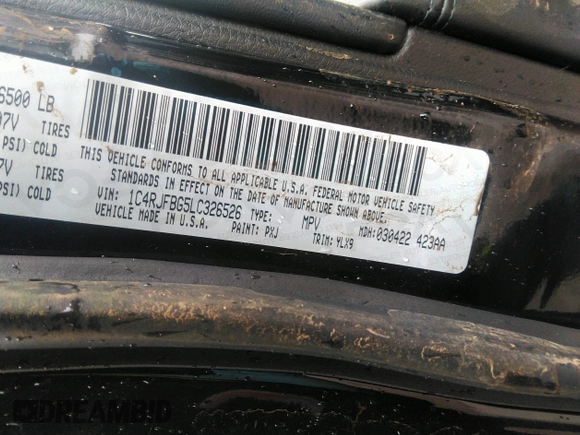 6500 LB
07V TIRES
PSI) COLD
7V TIRES
PSI) COLD
THIS VEHICLE CONFORMS TO ALL APPLICABLE U.S.A. FEDERAL MOTOR VEHICLE SAFETY
STANDARDS IN EFFECT ON THE DATE OF MANUFACTURE SHOWN ABOVE.
VIN: 1C4RJFBG5LC326526 TYPE: MPV MDH: 030422 423AA
MADE IN U.S.A. PAINT: PXJ TRIM: YLX9
DREAMBID